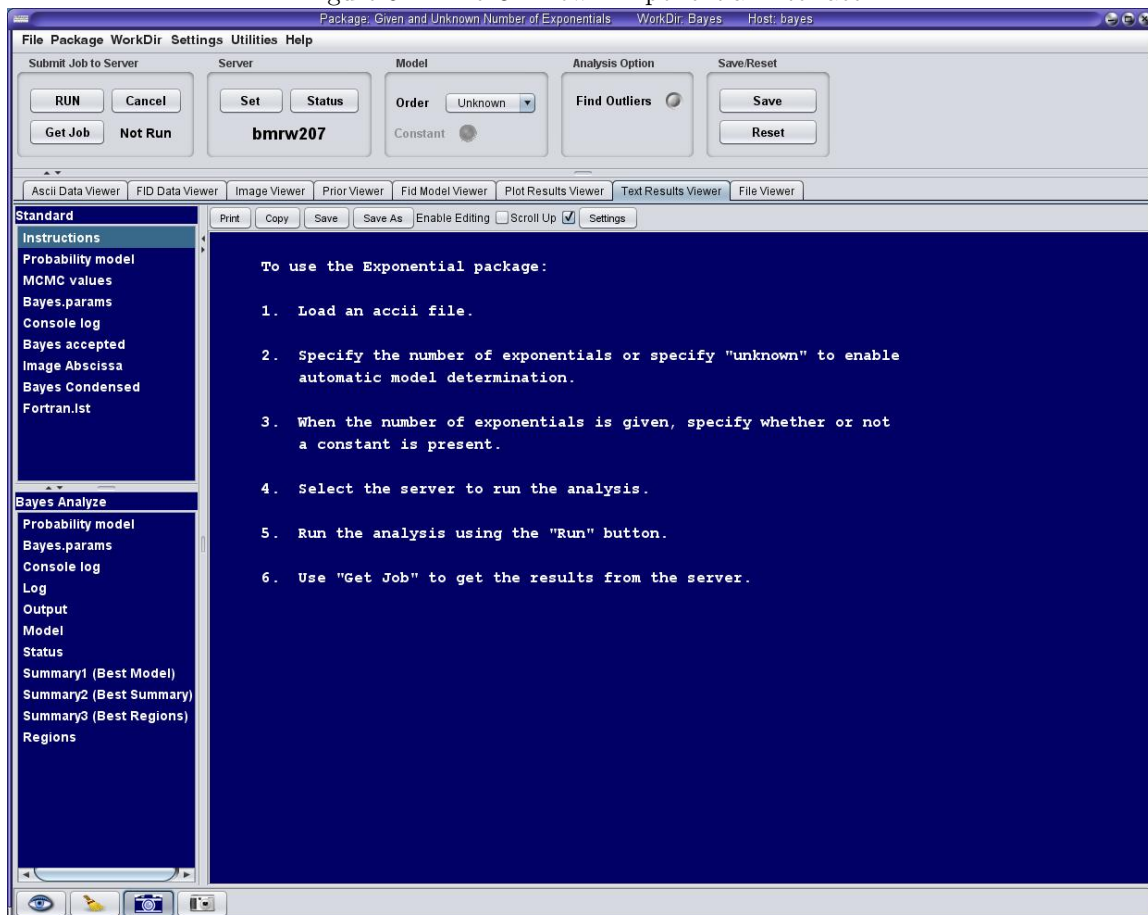 Package: Given and Unknown Number of Exponentials WorkDir: Bayes Host: bayes
File Package WorkDir Settings Utilities Help
Submit Job to Server Server Model Analysis Option Save/Reset
RUN Cancel Set Status Order Unknown Find Outliers Save
Get Job Not Run bmrw207 Constant Reset
Ascii Data Viewer FID Data Viewer Image Viewer Prior Viewer Fid Model Viewer Plot Results Viewer Text Results Viewer File Viewer
Standard
Print Copy Save Save As Enable Editing Scroll Up Settings
Instructions
Probability model
MCMC values
Bayes.params
Console log
Bayes accepted
Image Abscissa
Bayes Condensed
Fortran.lst
To use the Exponential package:
1. Load an accii file.
2. Specify the number of exponentials or specify "unknown" to enable
automatic model determination.
3. When the number of exponentials is given, specify whether or not
a constant is present.
4. Select the server to run the analysis.
5. Run the analysis using the "Run" button.
6. Use "Get Job" to get the results from the server.
Bayes Analyze
Probability model
Bayes.params
Console log
Log
Output
Model
Status
Summary1 (Best Model)
Summary2 (Best Summary)
Summary3 (Best Regions)
Regions